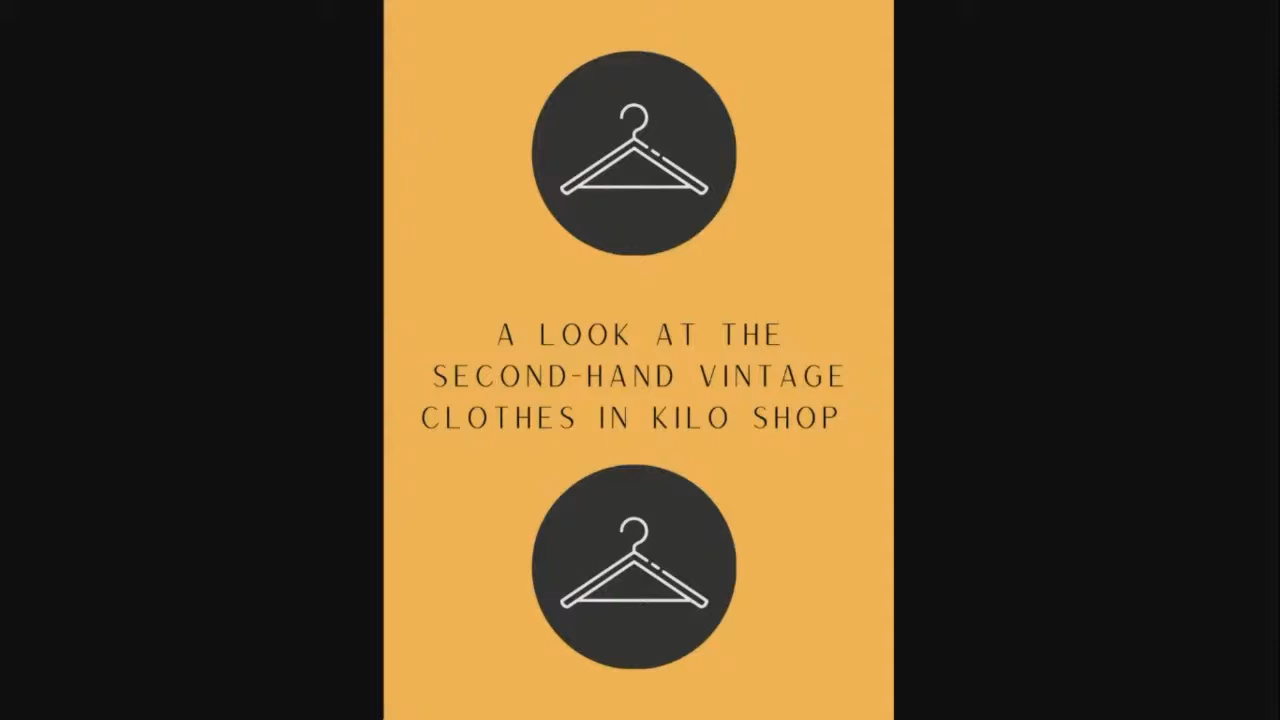 A LOOK AT THE
SECOND-HAND VINTAGE
CLOTHES IN KILO SHOP